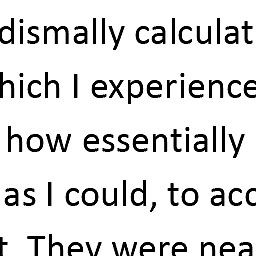 dismally calculat
hich I experience
how essentially
as I could, to acc
t. They were nea